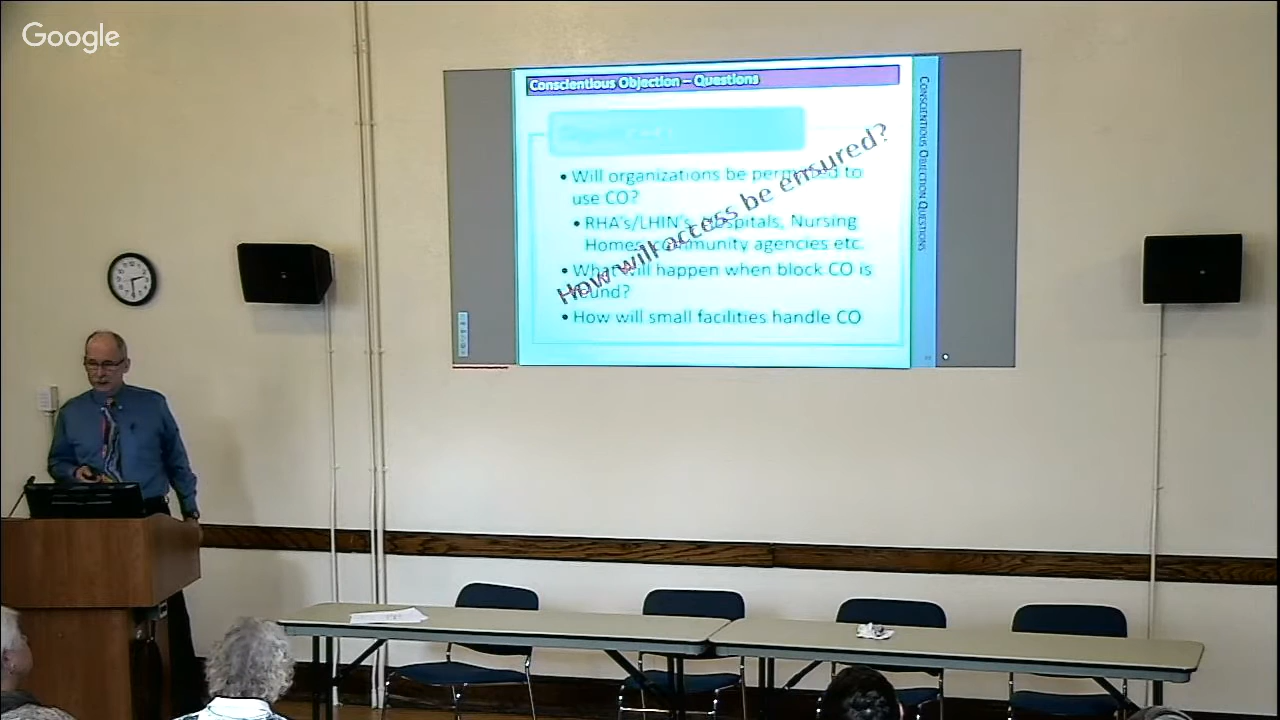 Google
Conscientious Objection – Questions
Will organizations be permitted to
use CO?
RHA's/LHIN's, Hospitals, Nursing
Homes, community agencies etc.
What will happen when block CO is
found?
How will small facilities handle CO
How will access be ensured?
Conscientious Objection Questions